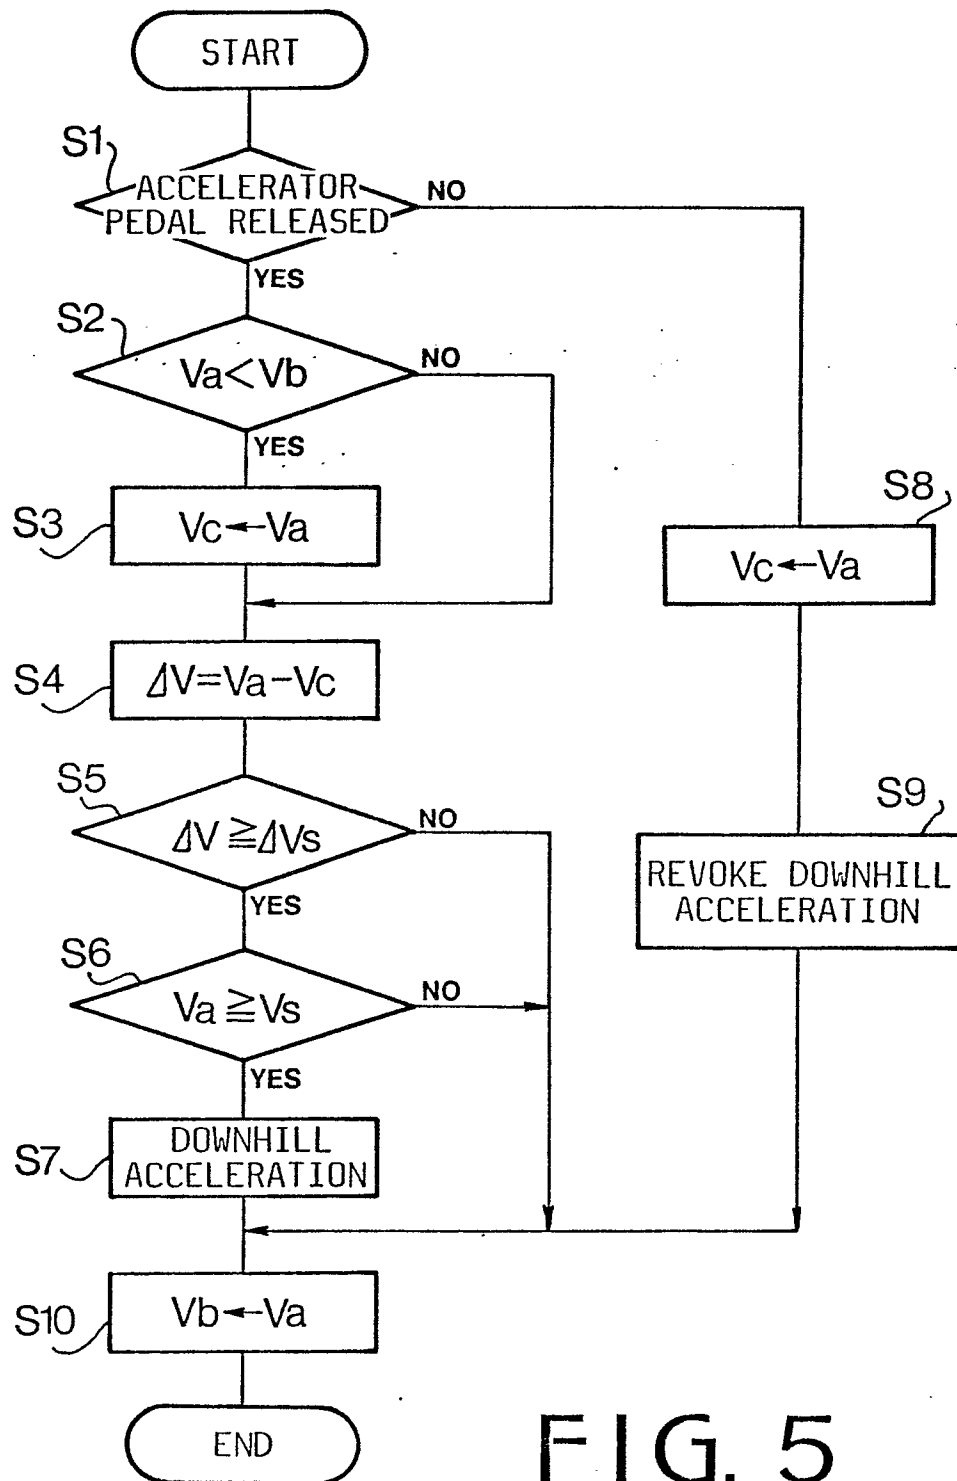 START
S1
ACCELERATOR
PEDAL RELEASED
NO
YES
S2
Va<Vb
NO
YES
S3
Vc←Va
S8
Vc←Va
S4
ΔV=Va-Vc
S5
ΔV≧ΔVs
NO
YES
S9
REVOKE DOWNHILL
ACCELERATION
S6
Va≧Vs
NO
YES
S7
DOWNHILL
ACCELERATION
S10
Vb←Va
END
FIG. 5